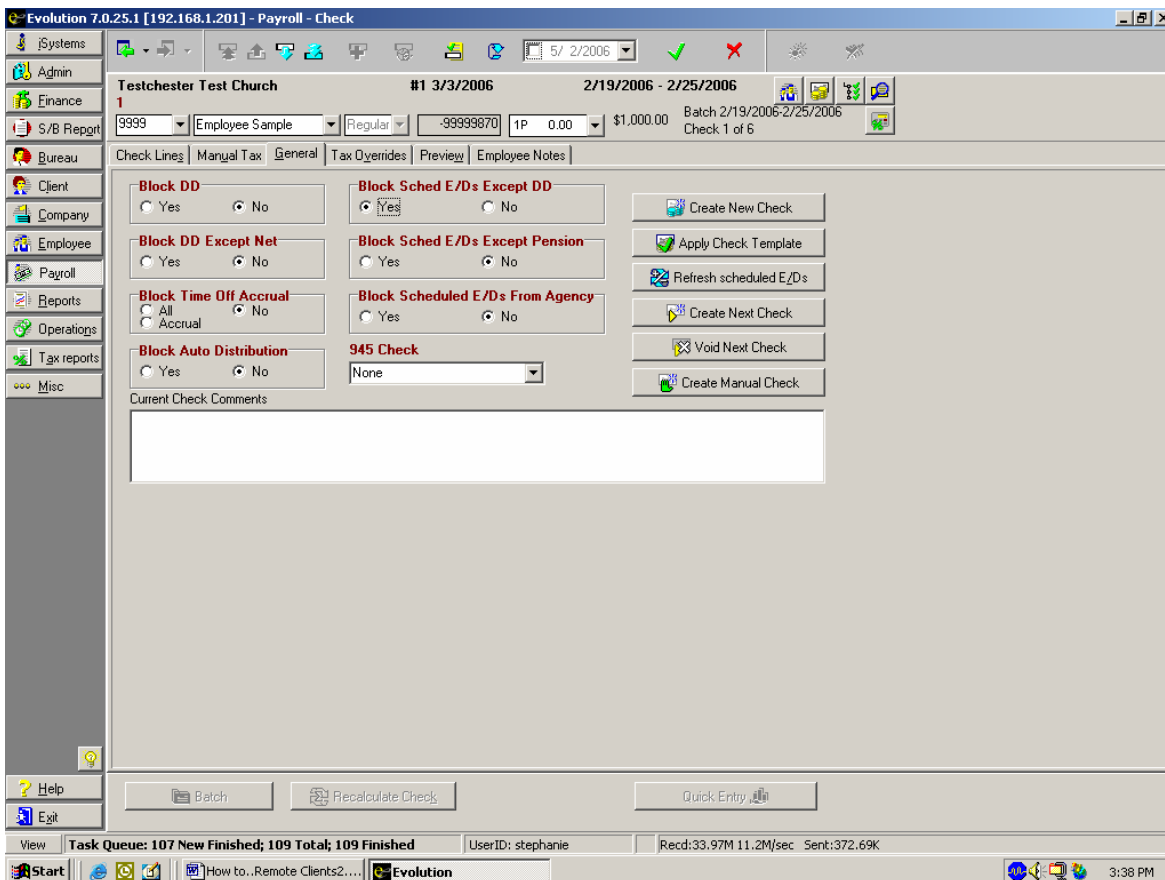 Evolution 7.0.25.1 [192.168.1.201] - Payroll - Check
iSystems
Admin
Finance
S/B Report
Bureau
Client
Company
Employee
Payroll
Reports
Operations
Tax reports
Misc
Help
Exit
5/ 2/2006
Testchester Test Church #1 3/3/2006 2/19/2006 - 2/25/2006
1
9999 Employee Sample Regular -99999870 1P 0.00 $1,000.00
Batch 2/19/2006-2/25/2006
Check 1 of 6
Check Lines Manual Tax General Tax Overrides Preview Employee Notes
Block DD
Yes No
Block DD Except Net
Yes No
Block Time Off Accrual
All No
Accrual
Block Auto Distribution
Yes No
Block Sched E/Ds Except DD
Yes No
Block Sched E/Ds Except Pension
Yes No
Block Scheduled E/Ds From Agency
Yes No
945 Check
None
Create New Check
Apply Check Template
Refresh scheduled E/Ds
Create Next Check
Void Next Check
Create Manual Check
Current Check Comments
Batch Recalculate Check Quick Entry
View Task Queue: 107 New Finished; 109 Total; 109 Finished UserID: stephanie Recd:33.97M 11.2M/sec Sent:372.69K
Start How to..Remote Clients2.... Evolution 3:38 PM